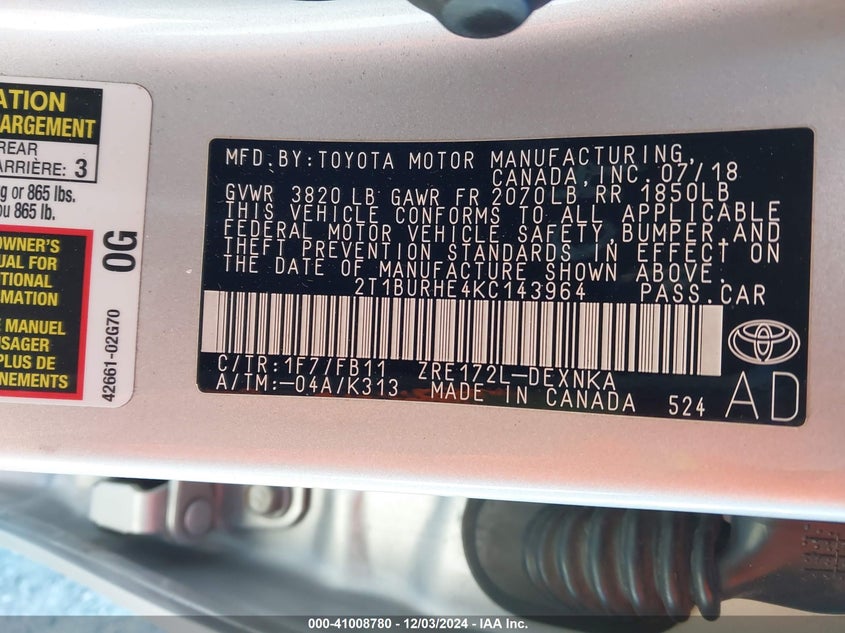 ATION
ARGEMENT
REAR
ARRIÈRE: 3
g or 865 lbs.
u 865 lb.
OWNER'S
UAL FOR
TIONAL
RMATION
E MANUEL
USAGER
PLUS DE
GNEMENTS
0G
42661-02G70
MFD.BY:TOYOTA MOTOR MANUFACTURING,
CANADA,INC.07/18
GVWR 3820 LB GAWR FR 2070LB RR 1850LB
THIS VEHICLE CONFORMS TO ALL APPLICABLE
FEDERAL MOTOR VEHICLE SAFETY,BUMPER,AND
THEFT PREVENTION STANDARDS IN EFFECT ON
THE DATE OF MANUFACTURE SHOWN ABOVE.
2T1BURHE4KC143964 PASS.CAR
C/TR:1F7/FB11 ZRE172L-DEXNKA
A/TM:-04A/K313 MADE IN CANADA 524
AD
000-41008780 - 12/03/2024 - IAA Inc.